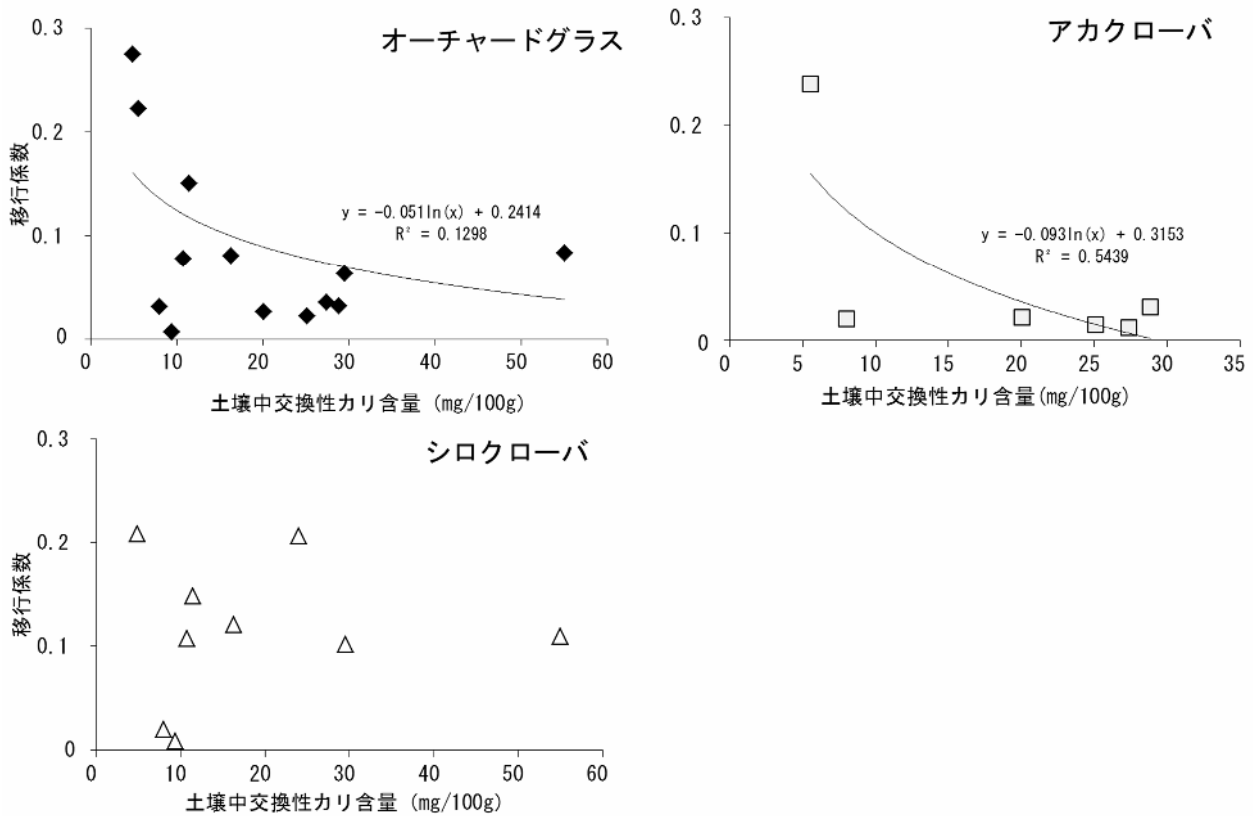 オーチャードグラス
0.3
0.2
0.1
0
移行係数
y = -0.051ln(x) + 0.2414
R² = 0.1298
0 10 20 30 40 50 60
土壌中交換性カリ含量 (mg/100g)
アカクローバ
0.3
0.2
0.1
0
y = -0.093ln(x) + 0.3153
R² = 0.5439
0 5 10 15 20 25 30 35
土壌中交換性カリ含量(mg/100g)
シロクローバ
0.3
0.2
0.1
0
移行係数
0 10 20 30 40 50 60
土壌中交換性カリ含量 (mg/100g)